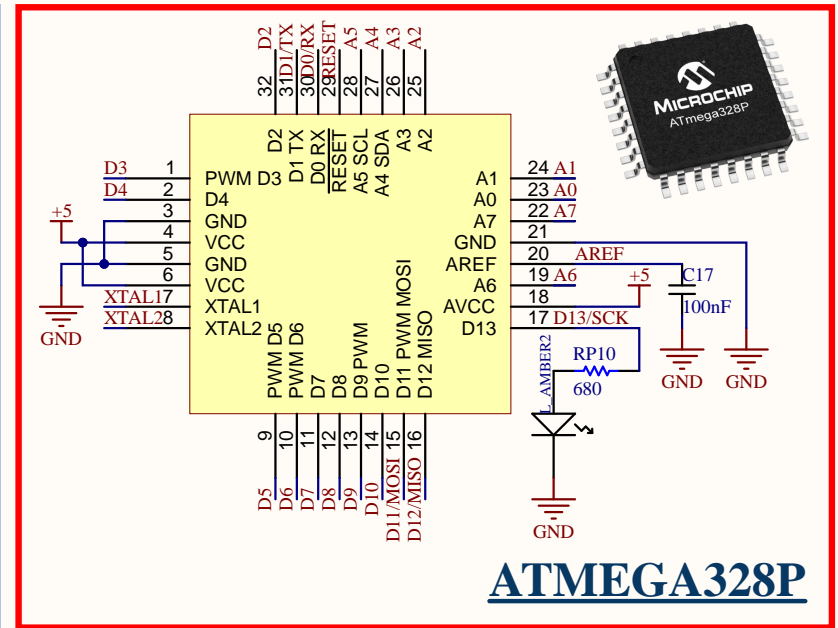 D2
D1/TX
D0/RX
RESET
A5
A4
A3
A2
32
31
30
29
28
27
26
25
D2
D1 TX
D0 RX
RESET
A5 SCL
A4 SDA
A3
A2
MICROCHIP
ATmega328P
D3 1 PWM D3
D4 2 D4
+5
3 GND
4 VCC
5 GND
6 VCC
XTAL1 7 XTAL1
XTAL2 8 XTAL2
GND
A1 24 A1
A0 23 A0
A7 22 A7
GND 21
AREF 20 AREF
A6 19 A6
AVCC 18 +5
D13 17 D13/SCK
C17
100nF
GND
GND
RP10
680
L_AMBER2
GND
PWM D5
PWM D6
D7
D8
D9 PWM
D10
D11 PWM MOSI
D12 MISO
9
10
11
12
13
14
15
16
D5
D6
D7
D8
D9
D10
D11/MOSI
D12/MISO
ATMEGA328P